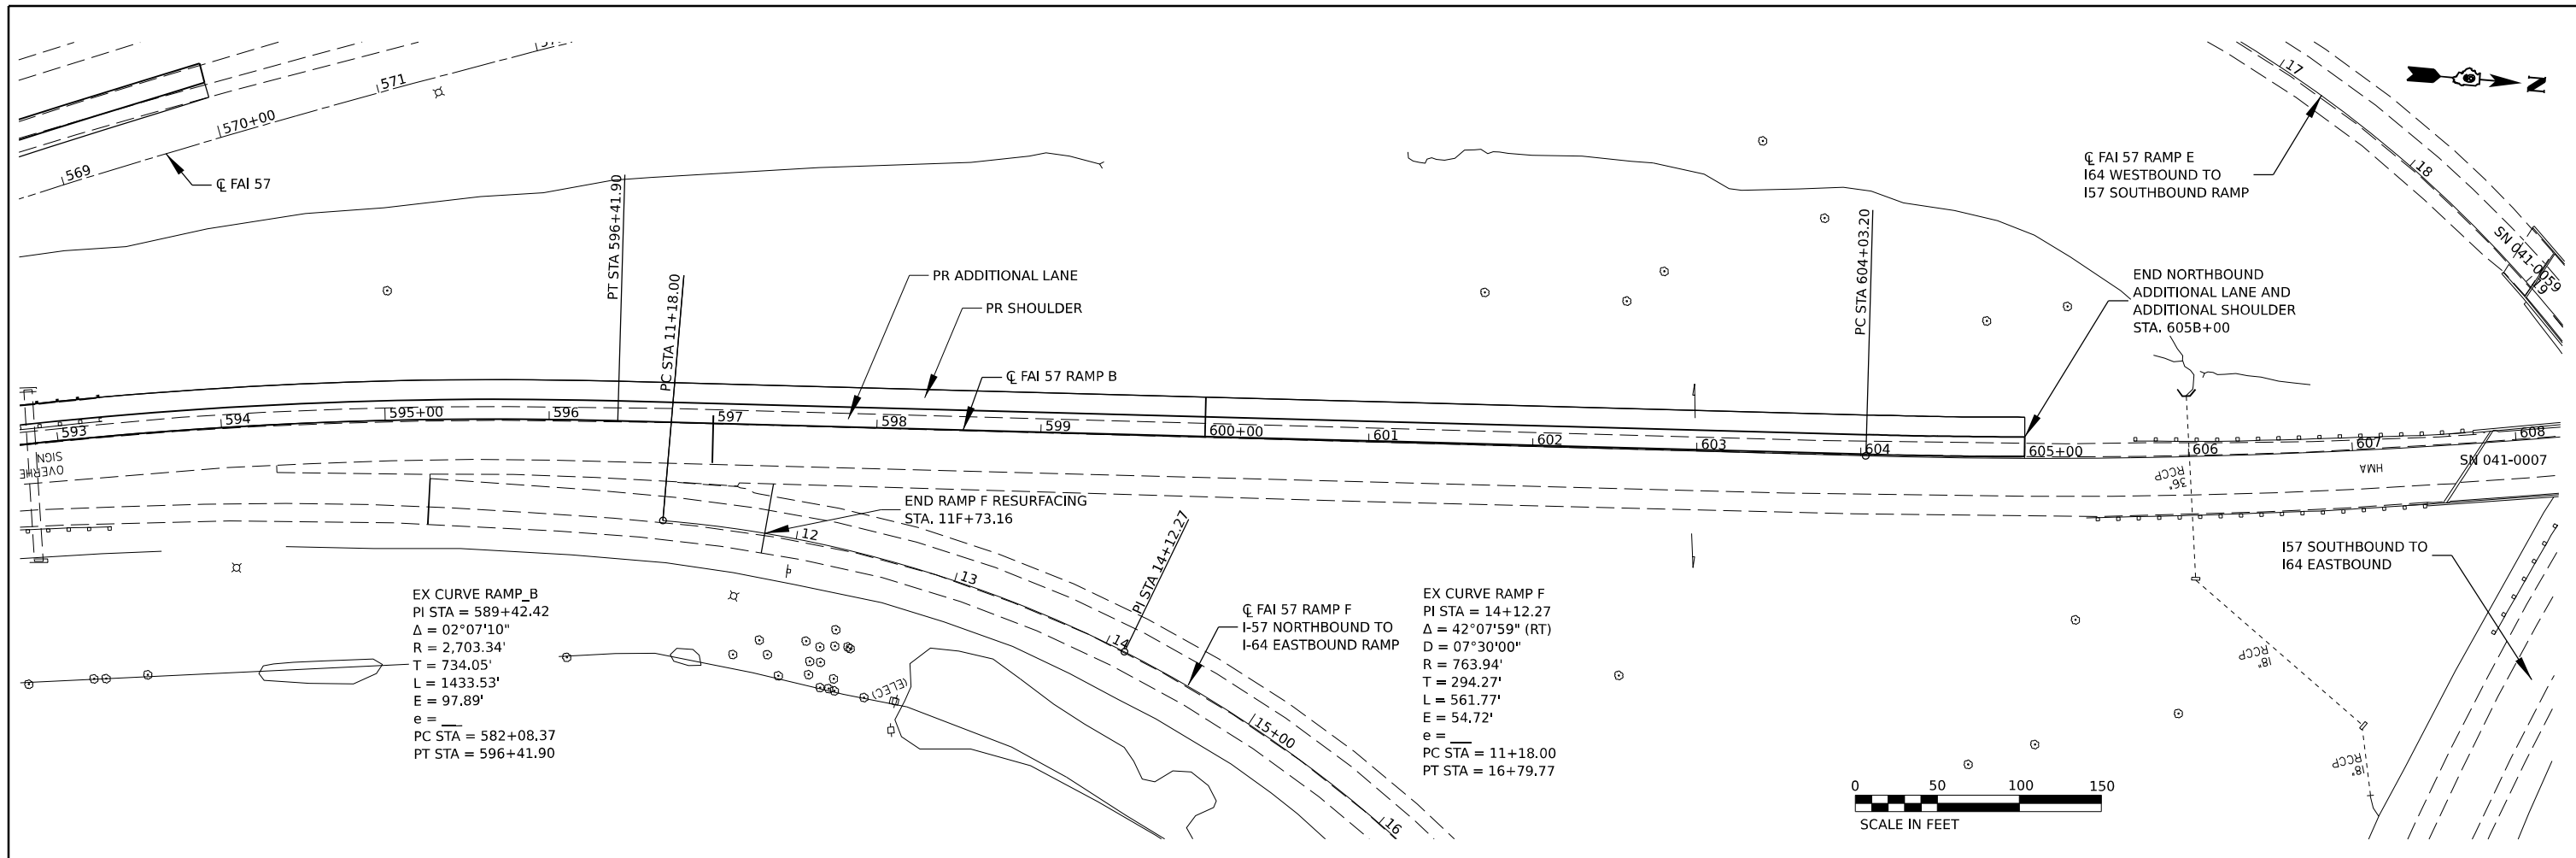 569
570+00
571
℄ FAI 57
17
18
19
N
℄ FAI 57 RAMP E
I64 WESTBOUND TO
I57 SOUTHBOUND RAMP
SN 041-0059
PT STA 596+41.90
PC STA 11+18.00
PR ADDITIONAL LANE
PR SHOULDER
℄ FAI 57 RAMP B
PC STA 604+03.20
END NORTHBOUND
ADDITIONAL LANE AND
ADDITIONAL SHOULDER
STA. 605B+00
593
594
595+00
596
597
598
599
600+00
601
602
603
604
605+00
606
607
608
OVERHE
SIGN
36"
RCCP
HMA
SN 041-0007
END RAMP F RESURFACING
STA. 11F+73.16
12
13
14
15+00
16
PI STA 14+12.27
I57 SOUTHBOUND TO
I64 EASTBOUND
EX CURVE RAMP_B
PI STA = 589+42.42
Δ = 02°07'10"
R = 2,703.34'
T = 734.05'
L = 1433.53'
E = 97.89'
e = __
PC STA = 582+08.37
PT STA = 596+41.90
(ELEC)
℄ FAI 57 RAMP F
I-57 NORTHBOUND TO
I-64 EASTBOUND RAMP
EX CURVE RAMP F
PI STA = 14+12.27
Δ = 42°07'59" (RT)
D = 07°30'00"
R = 763.94'
T = 294.27'
L = 561.77'
E = 54.72'
e = __
PC STA = 11+18.00
PT STA = 16+79.77
18"
RCCP
18"
RCCP
0 50 100 150
SCALE IN FEET